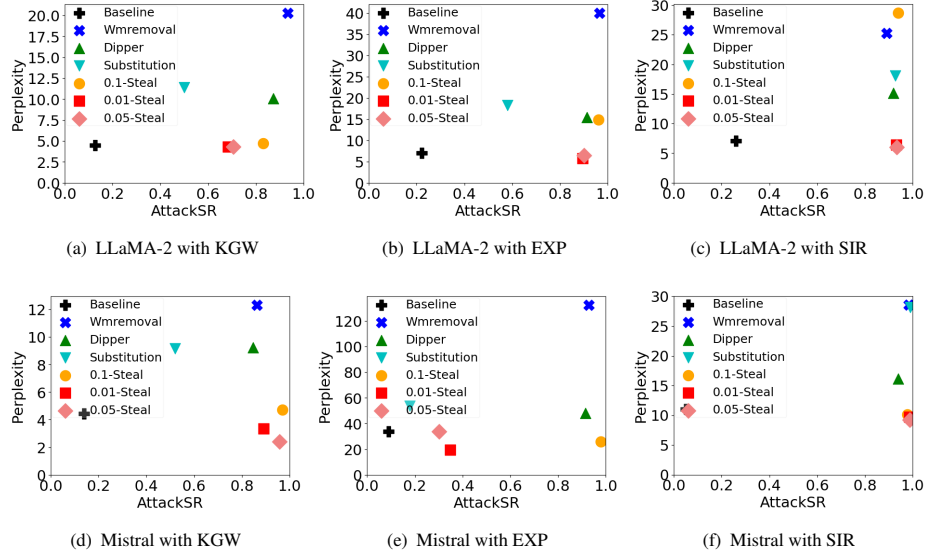 20.0
17.5
15.0
12.5
10.0
7.5
5.0
2.5
0.0
Perplexity
Baseline
Wmremoval
Dipper
Substitution
0.1-Steal
0.01-Steal
0.05-Steal
0.0 0.2 0.4 0.6 0.8 1.0
AttackSR
(a) LLaMA-2 with KGW
40
35
30
25
20
15
10
5
0
Perplexity
Baseline
Wmremoval
Dipper
Substitution
0.1-Steal
0.01-Steal
0.05-Steal
0.0 0.2 0.4 0.6 0.8 1.0
AttackSR
(b) LLaMA-2 with EXP
30
25
20
15
10
5
0
Perplexity
Baseline
Wmremoval
Dipper
Substitution
0.1-Steal
0.01-Steal
0.05-Steal
0.0 0.2 0.4 0.6 0.8 1.0
AttackSR
(c) LLaMA-2 with SIR
12
10
8
6
4
2
0
Perplexity
Baseline
Wmremoval
Dipper
Substitution
0.1-Steal
0.01-Steal
0.05-Steal
0.0 0.2 0.4 0.6 0.8 1.0
AttackSR
(d) Mistral with KGW
120
100
80
60
40
20
0
Perplexity
Baseline
Wmremoval
Dipper
Substitution
0.1-Steal
0.01-Steal
0.05-Steal
0.0 0.2 0.4 0.6 0.8 1.0
AttackSR
(e) Mistral with EXP
30
25
20
15
10
5
0
Perplexity
Baseline
Wmremoval
Dipper
Substitution
0.1-Steal
0.01-Steal
0.05-Steal
0.0 0.2 0.4 0.6 0.8 1.0
AttackSR
(f) Mistral with SIR